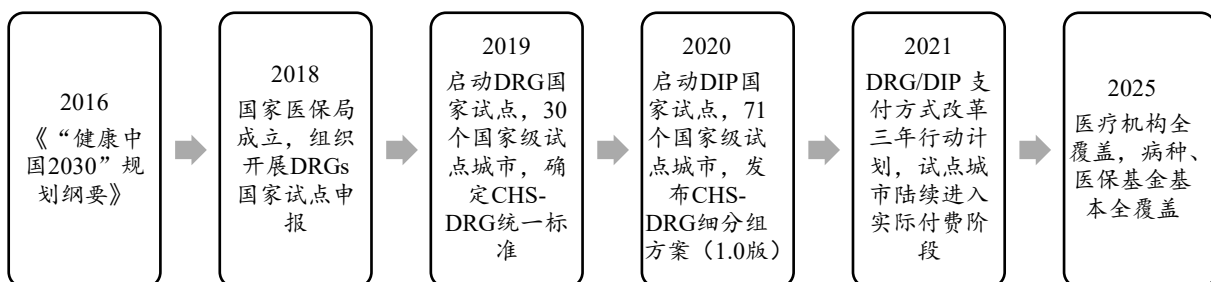 2016
《“健康中
国2030”规
划纲要》
2018
国家医保局
成立，组织
开展DRGs
国家试点申
报
2019
启动DRG国
家试点，30
个国家级试
点城市，确
定CHS-
DRG统一标
准
2020
启动DIP国
家试点，71
个国家级试
点城市，发
布CHS-
DRG细分组
方案（1.0版）
2021
DRG/DIP 支
付方式改革
三年行动计
划，试点城
市陆续进入
实际付费阶
段
2025
医疗机构全
覆盖，病种、
医保基金基
本全覆盖